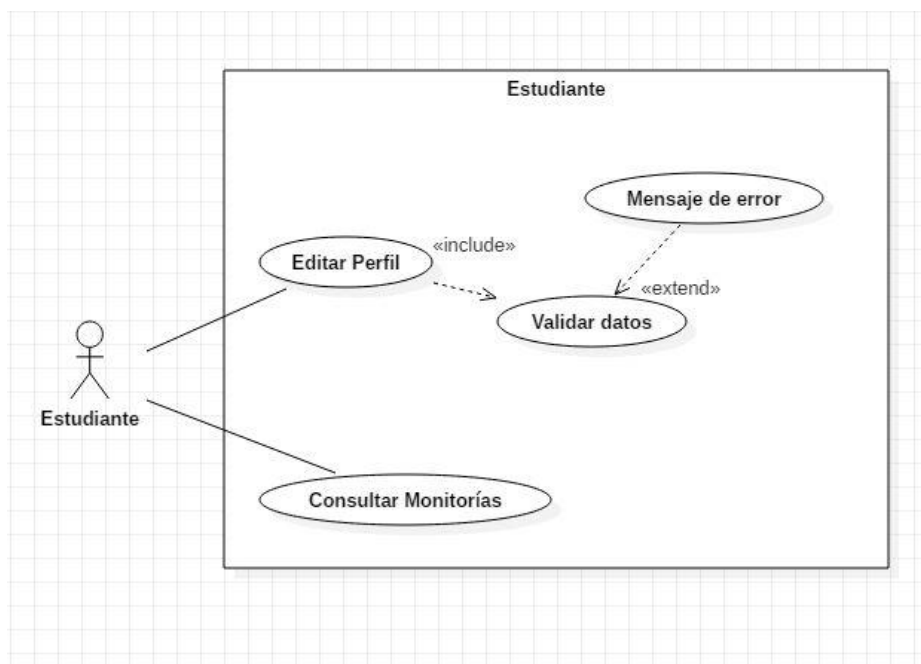 Estudiante
Mensaje de error
«include»
Editar Perfil
«extend»
Validar datos
Estudiante
Consultar Monitorías